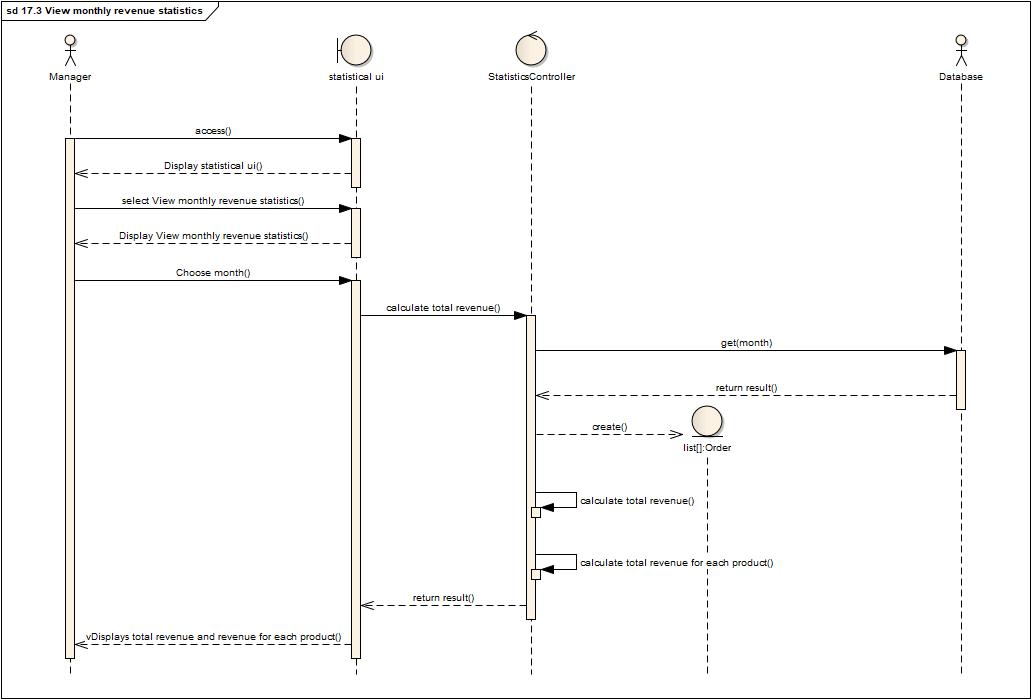 sd 17.3 View monthly revenue statistics
Manager
statistical ui
StatisticsController
Database
access()
Display statistical ui()
select View monthly revenue statistics()
Display View monthly revenue statistics()
Choose month()
calculate total revenue()
get(month)
return result()
create()
list[]:Order
calculate total revenue()
calculate total revenue for each product()
return result()
vDisplays total revenue and revenue for each product()